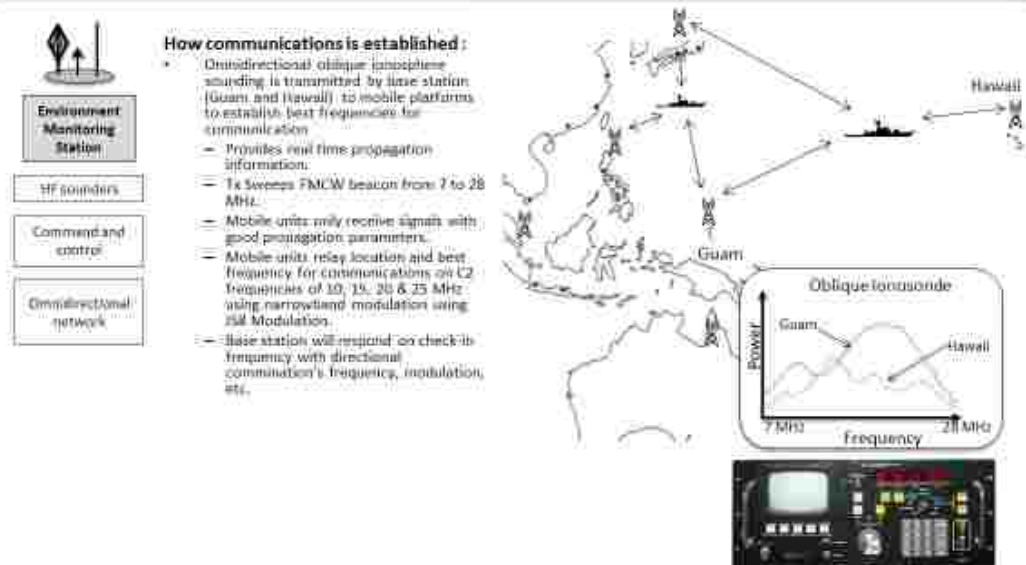 How communications is established :
• Omnidirectional oblique ionosphere
sounding is transmitted by base station
(Guam and Hawaii) to mobile platforms
to establish best frequencies for
communication
– Provides real time propagation
information.
– Tx Sweeps FMCW beacon from 7 to 28
MHz.
– Mobile units only receive signals with
good propagation parameters.
– Mobile units relay location and best
frequency for communications on C2
frequencies of 10, 15, 20 & 25 MHz
using narrowband modulation using
JS8 Modulation.
– Base station will respond on check-in
frequency with directional
commination's frequency, modulation,
etc.
Environment
Monitoring
Station
HF sounders
Command and
control
Omnidirectional
network
Hawaii
Guam
Oblique Ionosonde
Guam
Hawaii
Power
7 MHz
28 MHz
Frequency